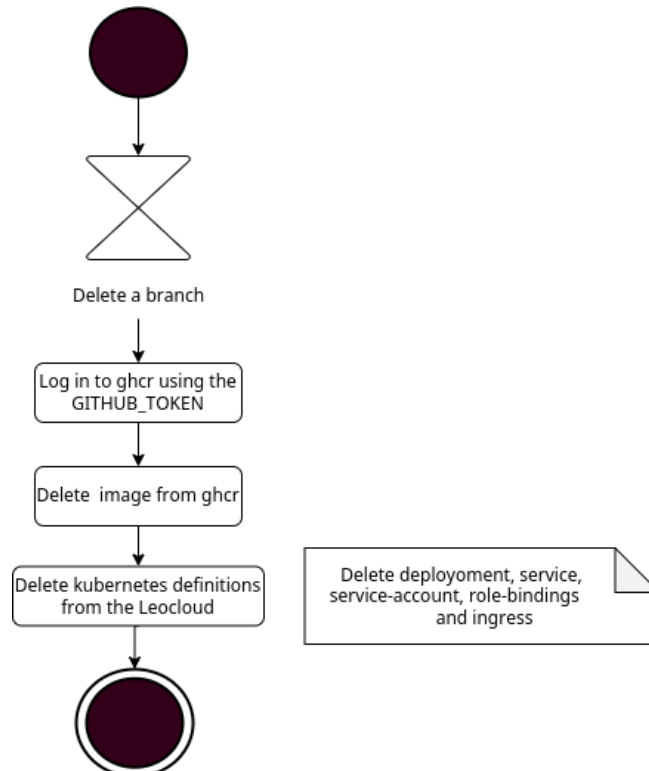 Delete a branch
Log in to ghcr using the
GITHUB_TOKEN
Delete image from ghcr
Delete kubernetes definitions
from the Leocloud
Delete deployoment, service,
service-account, role-bindings
and ingress